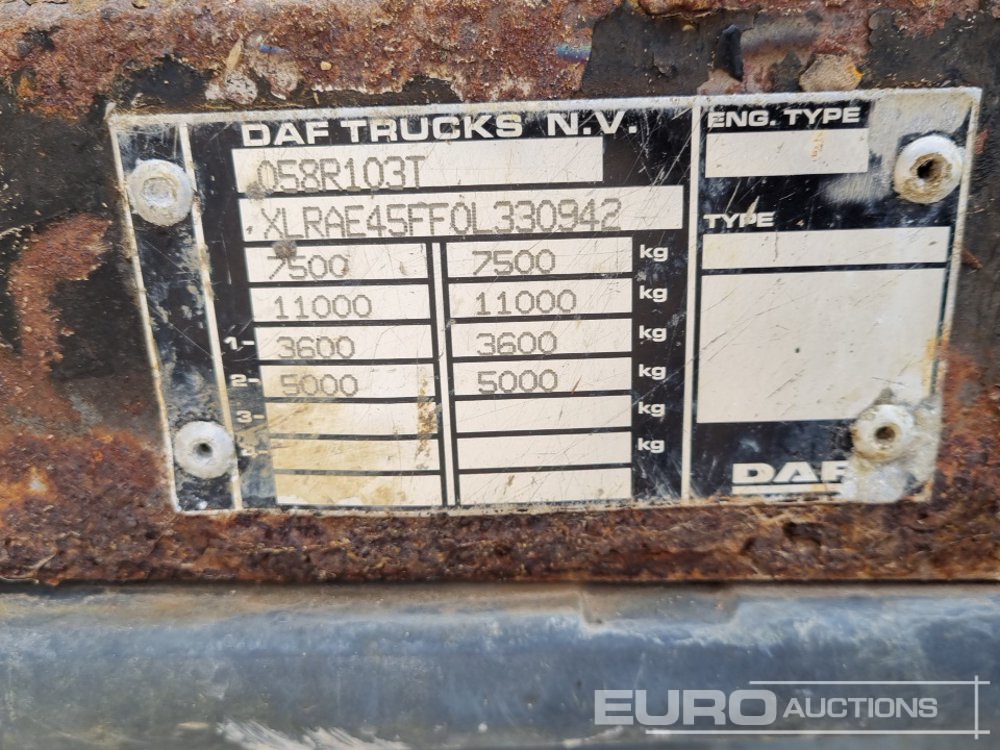 DAF TRUCKS N.V.
058R103T
XLRAE45FF0L330942
7500 7500 kg
11000 11000 kg
1.- 3600 3600 kg
2- 5000 5000 kg
3- kg
4- kg
ENG. TYPE
TYPE
DAF
EURO AUCTIONS